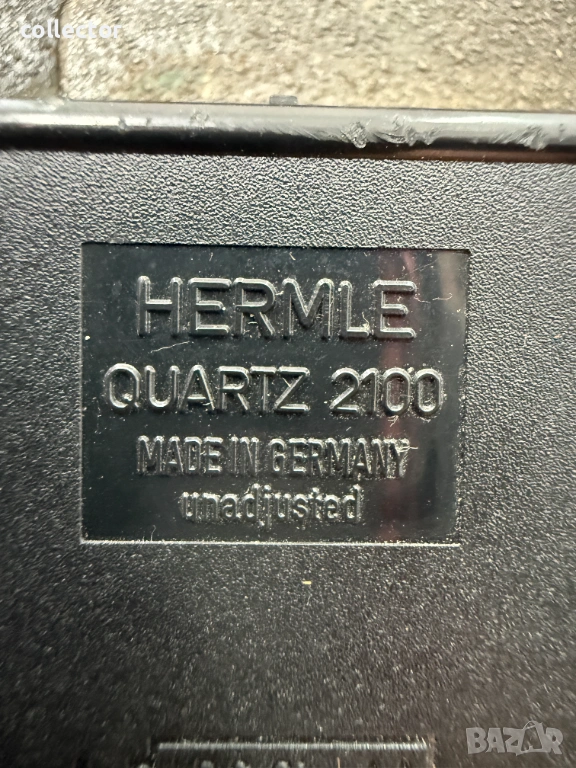 collector
HERMLE
QUARTZ 2100
MADE IN GERMANY
unadjusted
BAZAR